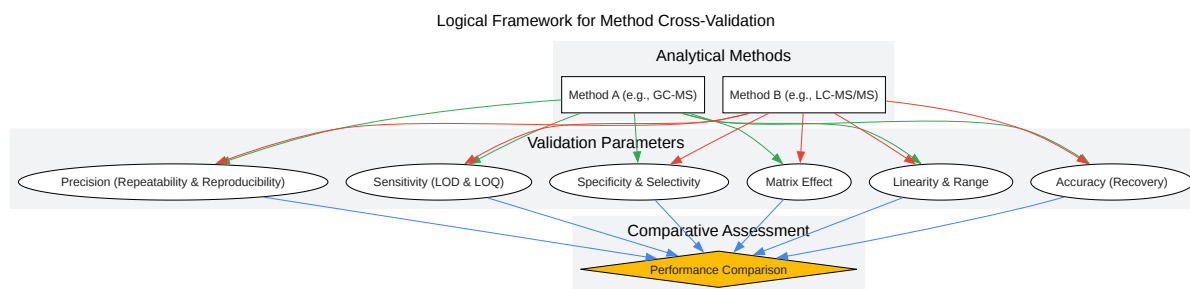 Logical Framework for Method Cross-Validation
Analytical Methods
Method A (e.g., GC-MS)
Method B (e.g., LC-MS/MS)
Validation Parameters
Precision (Repeatability & Reproducibility)
Sensitivity (LOD & LOQ)
Specificity & Selectivity
Matrix Effect
Linearity & Range
Accuracy (Recovery)
Comparative Assessment
Performance Comparison